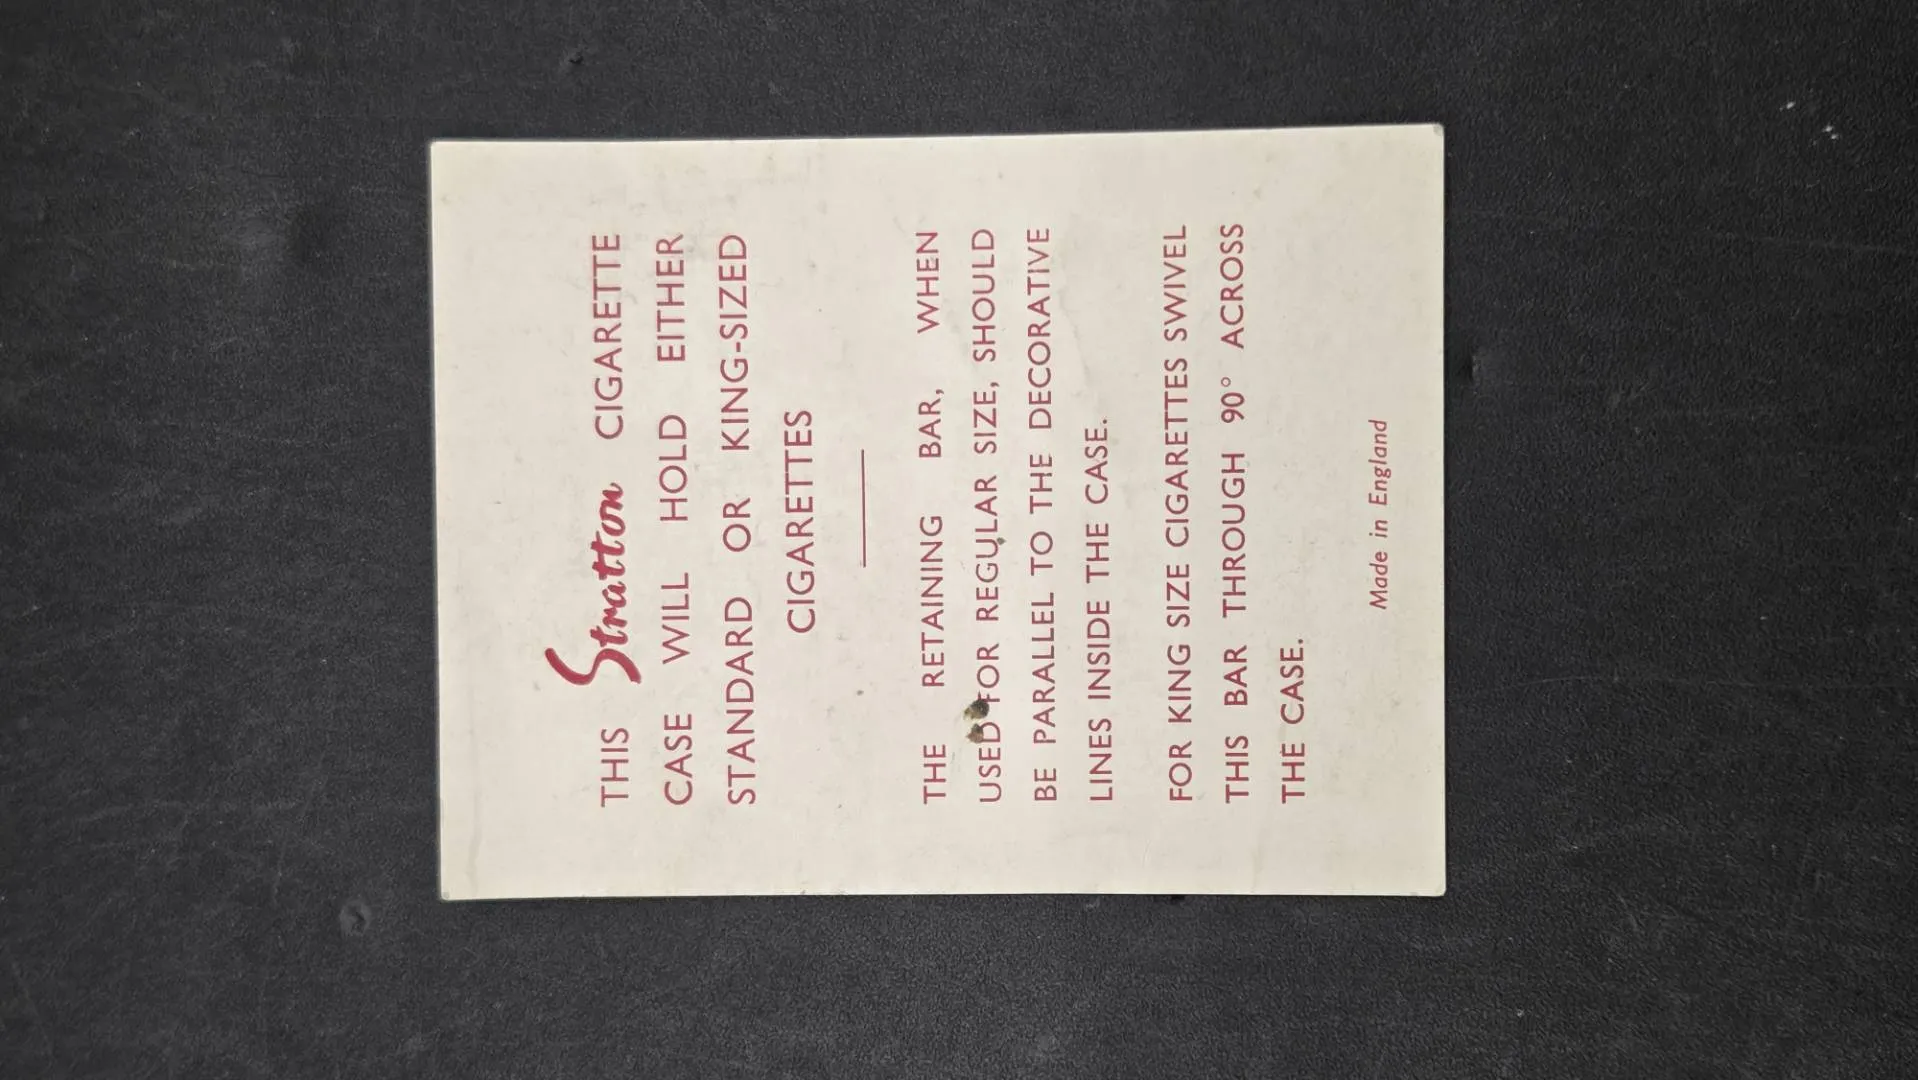 THIS Stratton CIGARETTE
CASE WILL HOLD EITHER
STANDARD OR KING-SIZED
CIGARETTES
THE RETAINING BAR, WHEN
USED FOR REGULAR SIZE, SHOULD
BE PARALLEL TO THE DECORATIVE
LINES INSIDE THE CASE.
FOR KING SIZE CIGARETTES SWIVEL
THIS BAR THROUGH 90° ACROSS
THE CASE.
Made in England